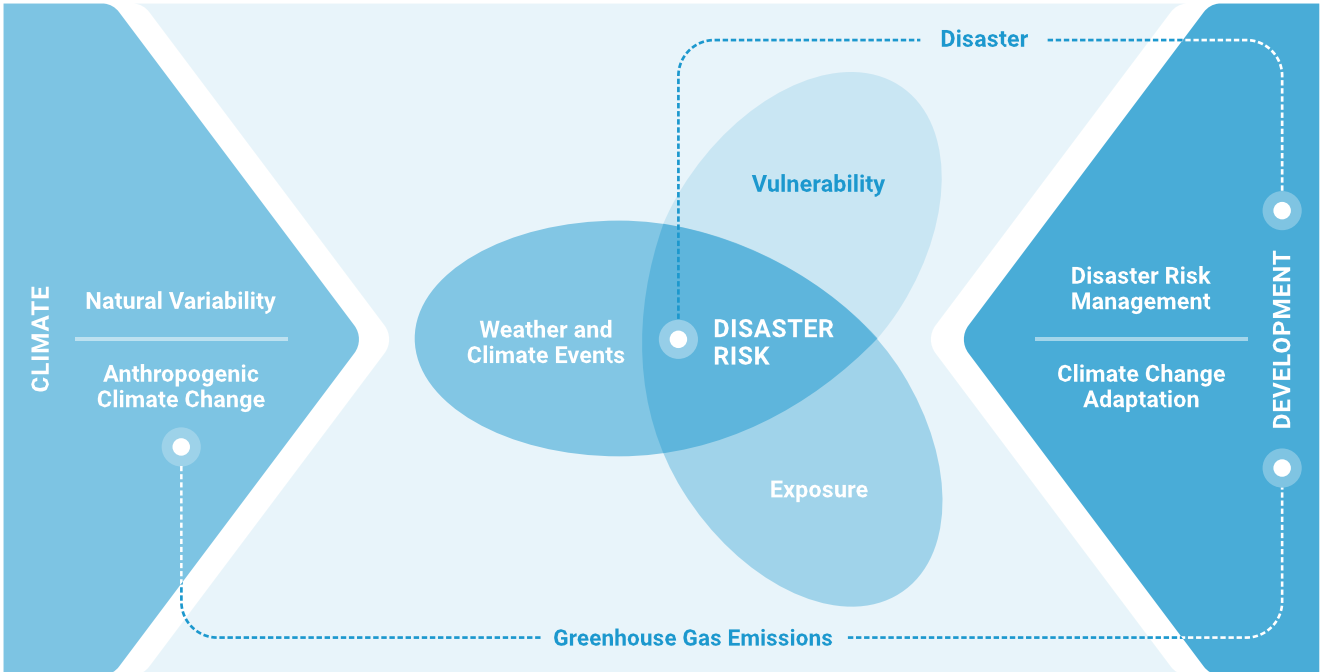 Disaster
CLIMATE
Natural Variability
Anthropogenic
Climate Change
Vulnerability
Weather and
Climate Events
DISASTER
RISK
Exposure
Disaster Risk
Management
Climate Change
Adaptation
DEVELOPMENT
Greenhouse Gas Emissions